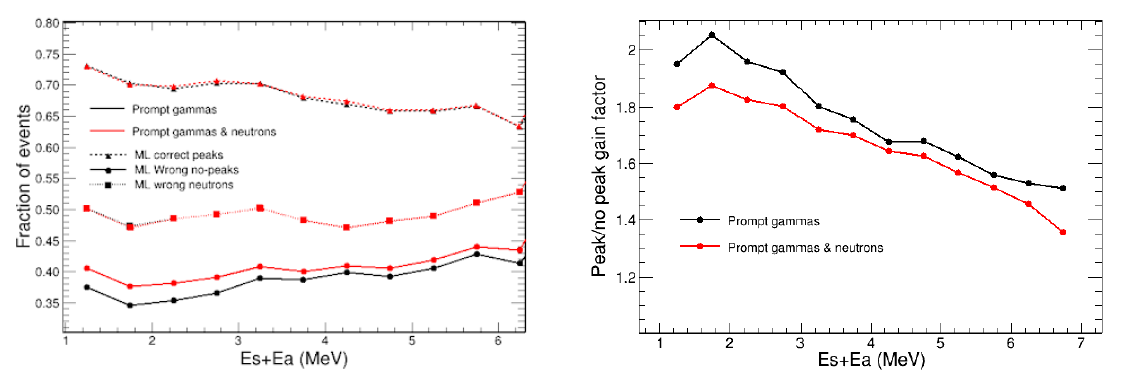 Fraction of events
0.80
0.75
0.70
0.65
0.60
0.55
0.50
0.45
0.40
0.35
Prompt gammas
Prompt gammas & neutrons
ML correct peaks
ML Wrong no-peaks
ML wrong neutrons
1 2 3 4 5 6
Es+Ea (MeV)
Peak/no peak gain factor
2
1.8
1.6
1.4
1.2
Prompt gammas
Prompt gammas & neutrons
1 2 3 4 5 6 7
Es+Ea (MeV)